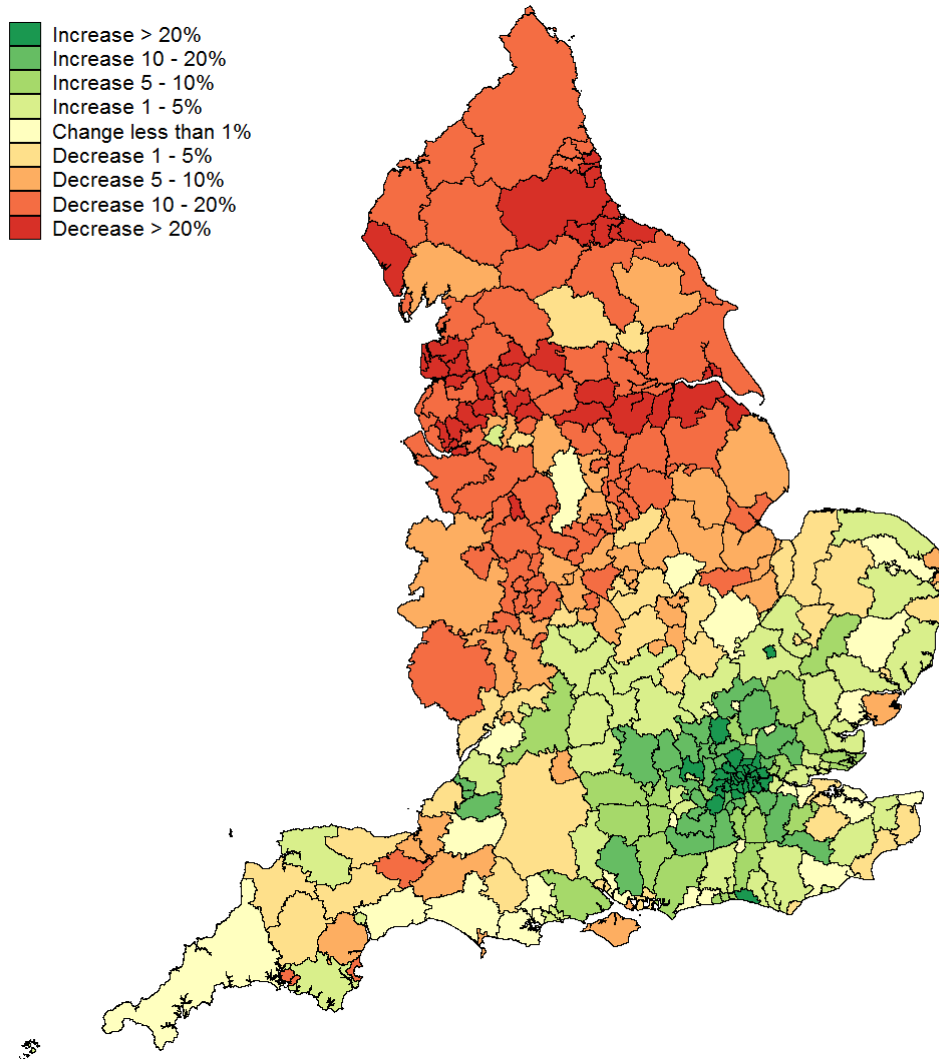 Increase > 20%
Increase 10 - 20%
Increase 5 - 10%
Increase 1 - 5%
Change less than 1%
Decrease 1 - 5%
Decrease 5 - 10%
Decrease 10 - 20%
Decrease > 20%